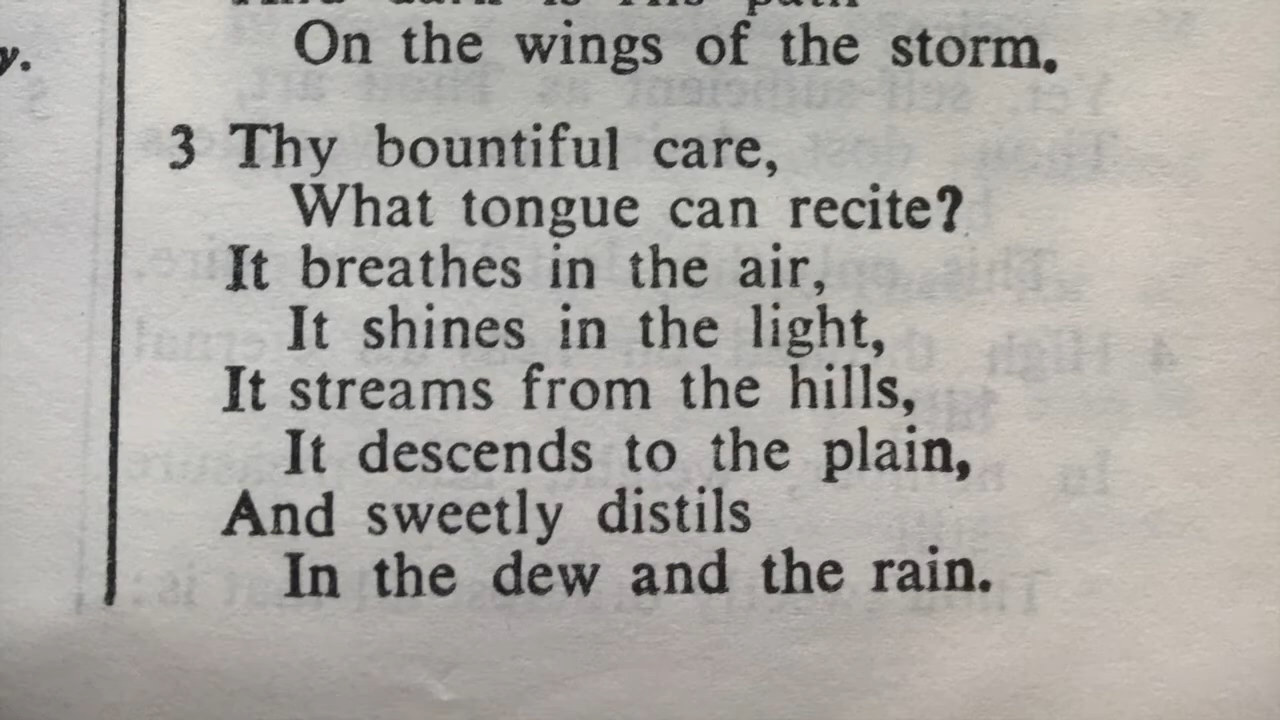 y.
On the wings of the storm.
3 Thy bountiful care,
What tongue can recite?
It breathes in the air,
It shines in the light,
It streams from the hills,
It descends to the plain,
And sweetly distils
In the dew and the rain.